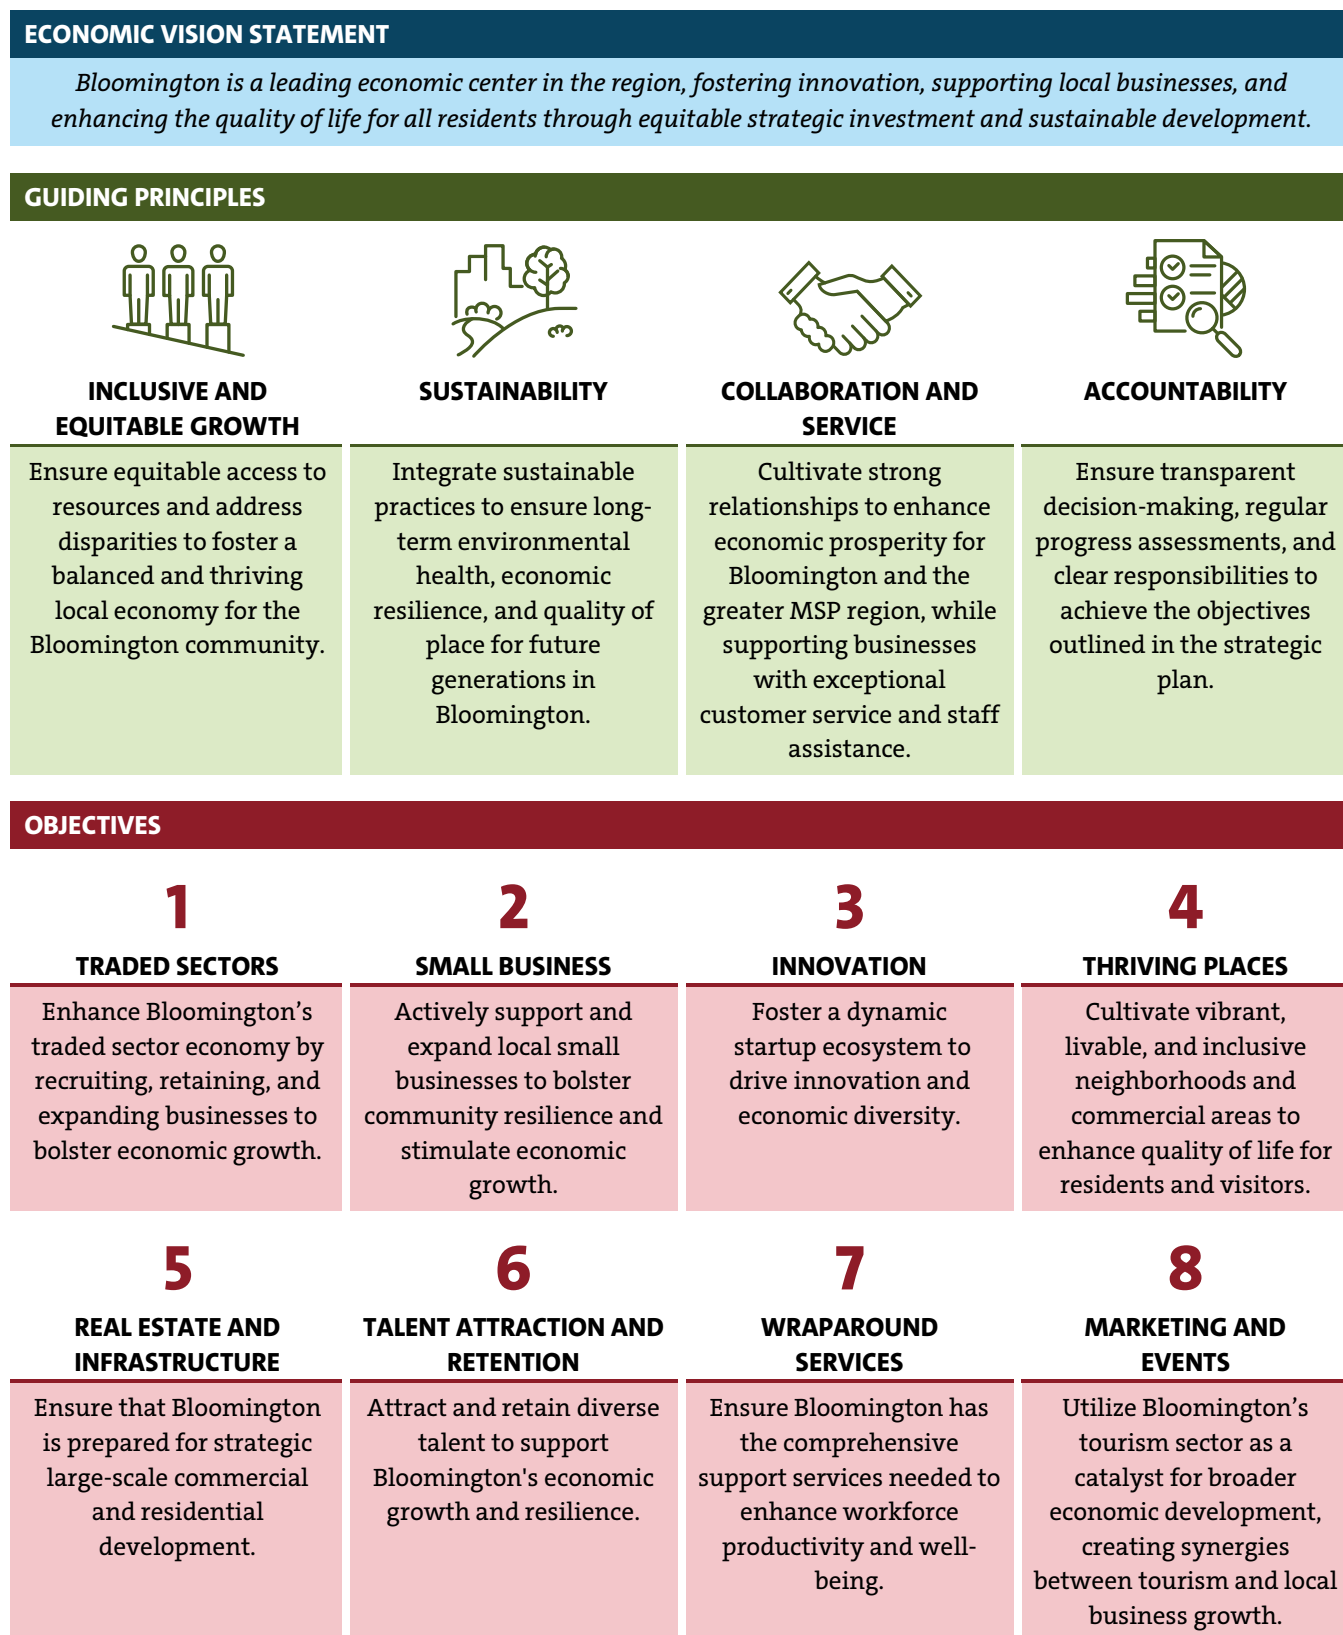 ECONOMIC VISION STATEMENT
Bloomington is a leading economic center in the region, fostering innovation, supporting local businesses, and
enhancing the quality of life for all residents through equitable strategic investment and sustainable development.
GUIDING PRINCIPLES
INCLUSIVE AND
EQUITABLE GROWTH
Ensure equitable access to
resources and address
disparities to foster a
balanced and thriving
local economy for the
Bloomington community.
SUSTAINABILITY
Integrate sustainable
practices to ensure long-
term environmental
health, economic
resilience, and quality of
place for future
generations in
Bloomington.
COLLABORATION AND
SERVICE
Cultivate strong
relationships to enhance
economic prosperity for
Bloomington and the
greater MSP region, while
supporting businesses
with exceptional
customer service and staff
assistance.
ACCOUNTABILITY
Ensure transparent
decision-making, regular
progress assessments, and
clear responsibilities to
achieve the objectives
outlined in the strategic
plan.
OBJECTIVES
1
TRADED SECTORS
Enhance Bloomington’s
traded sector economy by
recruiting, retaining, and
expanding businesses to
bolster economic growth.
2
SMALL BUSINESS
Actively support and
expand local small
businesses to bolster
community resilience and
stimulate economic
growth.
3
INNOVATION
Foster a dynamic
startup ecosystem to
drive innovation and
economic diversity.
4
THRIVING PLACES
Cultivate vibrant,
livable, and inclusive
neighborhoods and
commercial areas to
enhance quality of life for
residents and visitors.
5
REAL ESTATE AND
INFRASTRUCTURE
Ensure that Bloomington
is prepared for strategic
large-scale commercial
and residential
development.
6
TALENT ATTRACTION AND
RETENTION
Attract and retain diverse
talent to support
Bloomington's economic
growth and resilience.
7
WRAPAROUND
SERVICES
Ensure Bloomington has
the comprehensive
support services needed to
enhance workforce
productivity and well-
being.
8
MARKETING AND
EVENTS
Utilize Bloomington’s
tourism sector as a
catalyst for broader
economic development,
creating synergies
between tourism and local
business growth.